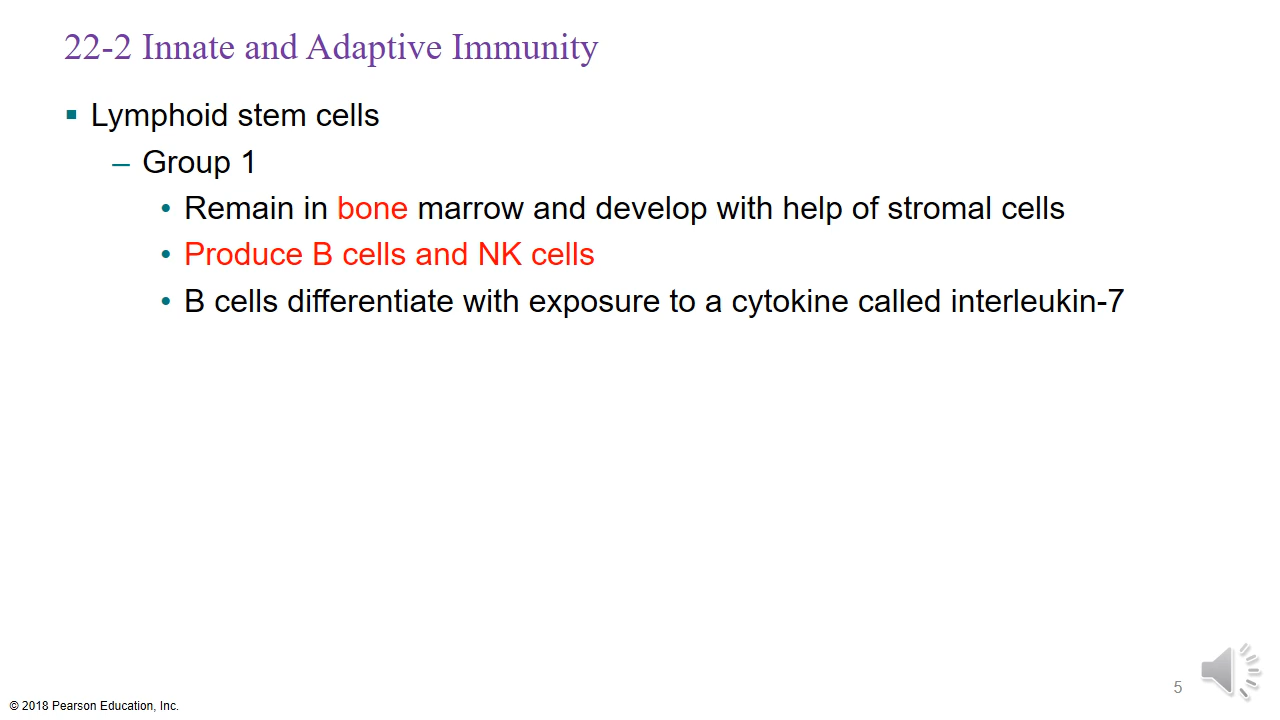 22-2 Innate and Adaptive Immunity
▪ Lymphoid stem cells
– Group 1
• Remain in bone marrow and develop with help of stromal cells
• Produce B cells and NK cells
• B cells differentiate with exposure to a cytokine called interleukin-7
5
© 2018 Pearson Education, Inc.